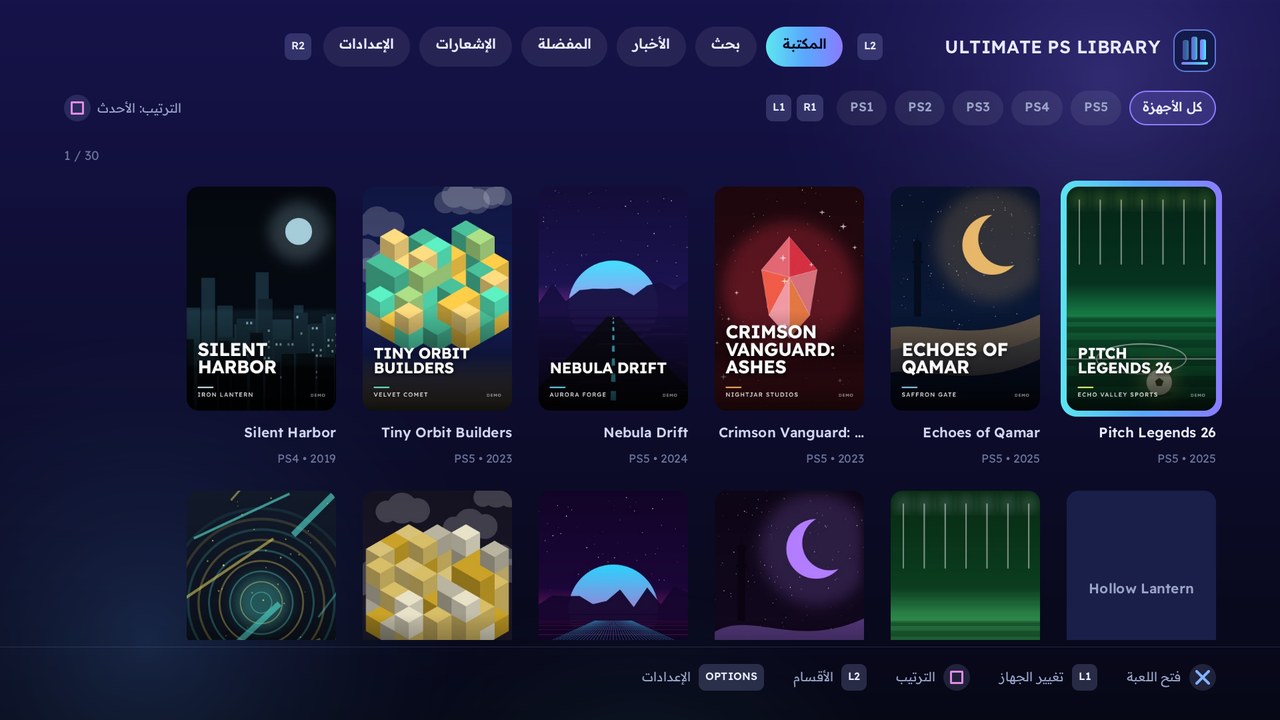 ULTIMATE PS LIBRARY
L2 المكتبة بحث الأخبار المفضلة الإشعارات الإعدادات R2
كل الأجهزة PS5 PS4 PS3 PS2 PS1 R1 L1
الترتيب: الأحدث
1 / 30
PITCH
LEGENDS 26
ECHO VALLEY SPORTS DEMO
Pitch Legends 26
PS5 • 2025
ECHOES OF
QAMAR
SAFFRON GATE DEMO
Echoes of Qamar
PS5 • 2025
CRIMSON
VANGUARD:
ASHES
NIGHTJAR STUDIOS DEMO
Crimson Vanguard: ...
PS5 • 2023
NEBULA DRIFT
AURORA FORGE DEMO
Nebula Drift
PS5 • 2024
TINY ORBIT
BUILDERS
VELVET COMET DEMO
Tiny Orbit Builders
PS5 • 2023
SILENT
HARBOR
IRON LANTERN DEMO
Silent Harbor
PS4 • 2019
Hollow Lantern
فتح اللعبة L1 تغيير الجهاز الترتيب L2 الأقسام OPTIONS الإعدادات